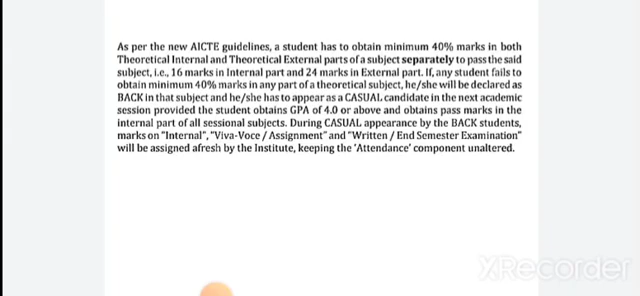 As per the new AICTE guidelines, a student has to obtain minimum 40% marks in both
Theoretical Internal and Theoretical External parts of a subject separately to pass the said
subject, i.e., 16 marks in Internal part and 24 marks in External part. If, any student fails to
obtain minimum 40% marks in any part of a theoretical subject, he/she will be declared as
BACK in that subject and he/she has to appear as a CASUAL candidate in the next academic
session provided the student obtains GPA of 4.0 or above and obtains pass marks in the
internal part of all sessional subjects. During CASUAL appearance by the BACK students,
marks on "Internal", "Viva-Voce / Assignment" and "Written / End Semester Examination"
will be assigned afresh by the Institute, keeping the 'Attendance' component unaltered.
XRecorder